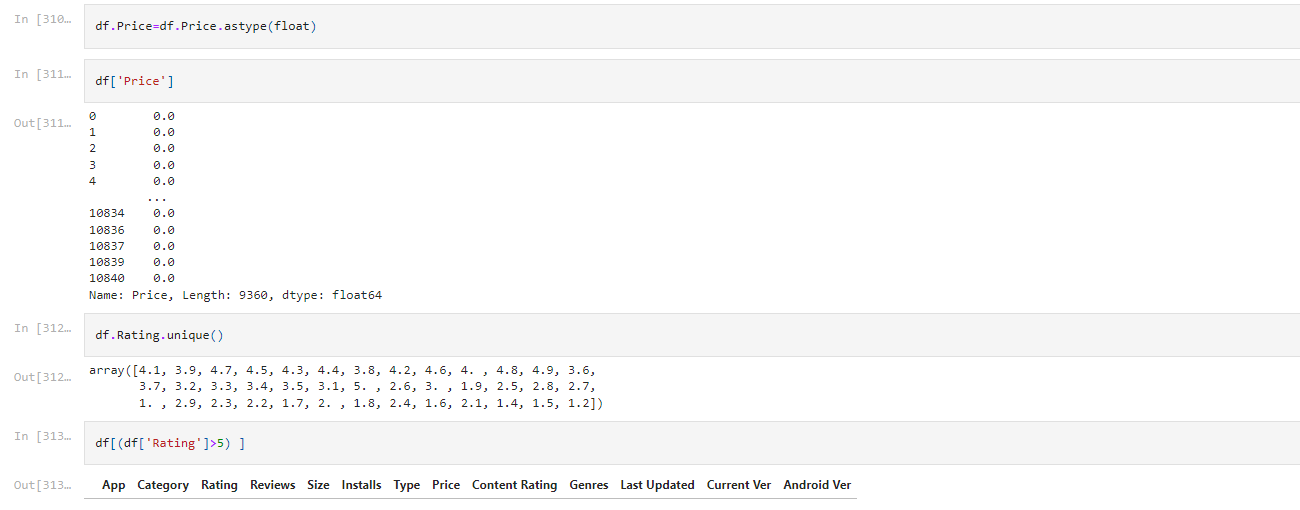 In [310…
df.Price=df.Price.astype(float)
In [311…
df['Price']
Out[311…
0        0.0
1        0.0
2        0.0
3        0.0
4        0.0
...
10834    0.0
10836    0.0
10837    0.0
10839    0.0
10840    0.0
Name: Price, Length: 9360, dtype: float64
In [312…
df.Rating.unique()
Out[312…
array([4.1, 3.9, 4.7, 4.5, 4.3, 4.4, 3.8, 4.2, 4.6, 4. , 4.8, 4.9, 3.6,
3.7, 3.2, 3.3, 3.4, 3.5, 3.1, 5. , 2.6, 3. , 1.9, 2.5, 2.8, 2.7,
1. , 2.9, 2.3, 2.2, 1.7, 2. , 1.8, 2.4, 1.6, 2.1, 1.4, 1.5, 1.2])
In [313…
df[(df['Rating']>5) ]
Out[313…
App Category Rating Reviews Size Installs Type Price Content Rating Genres Last Updated Current Ver Android Ver